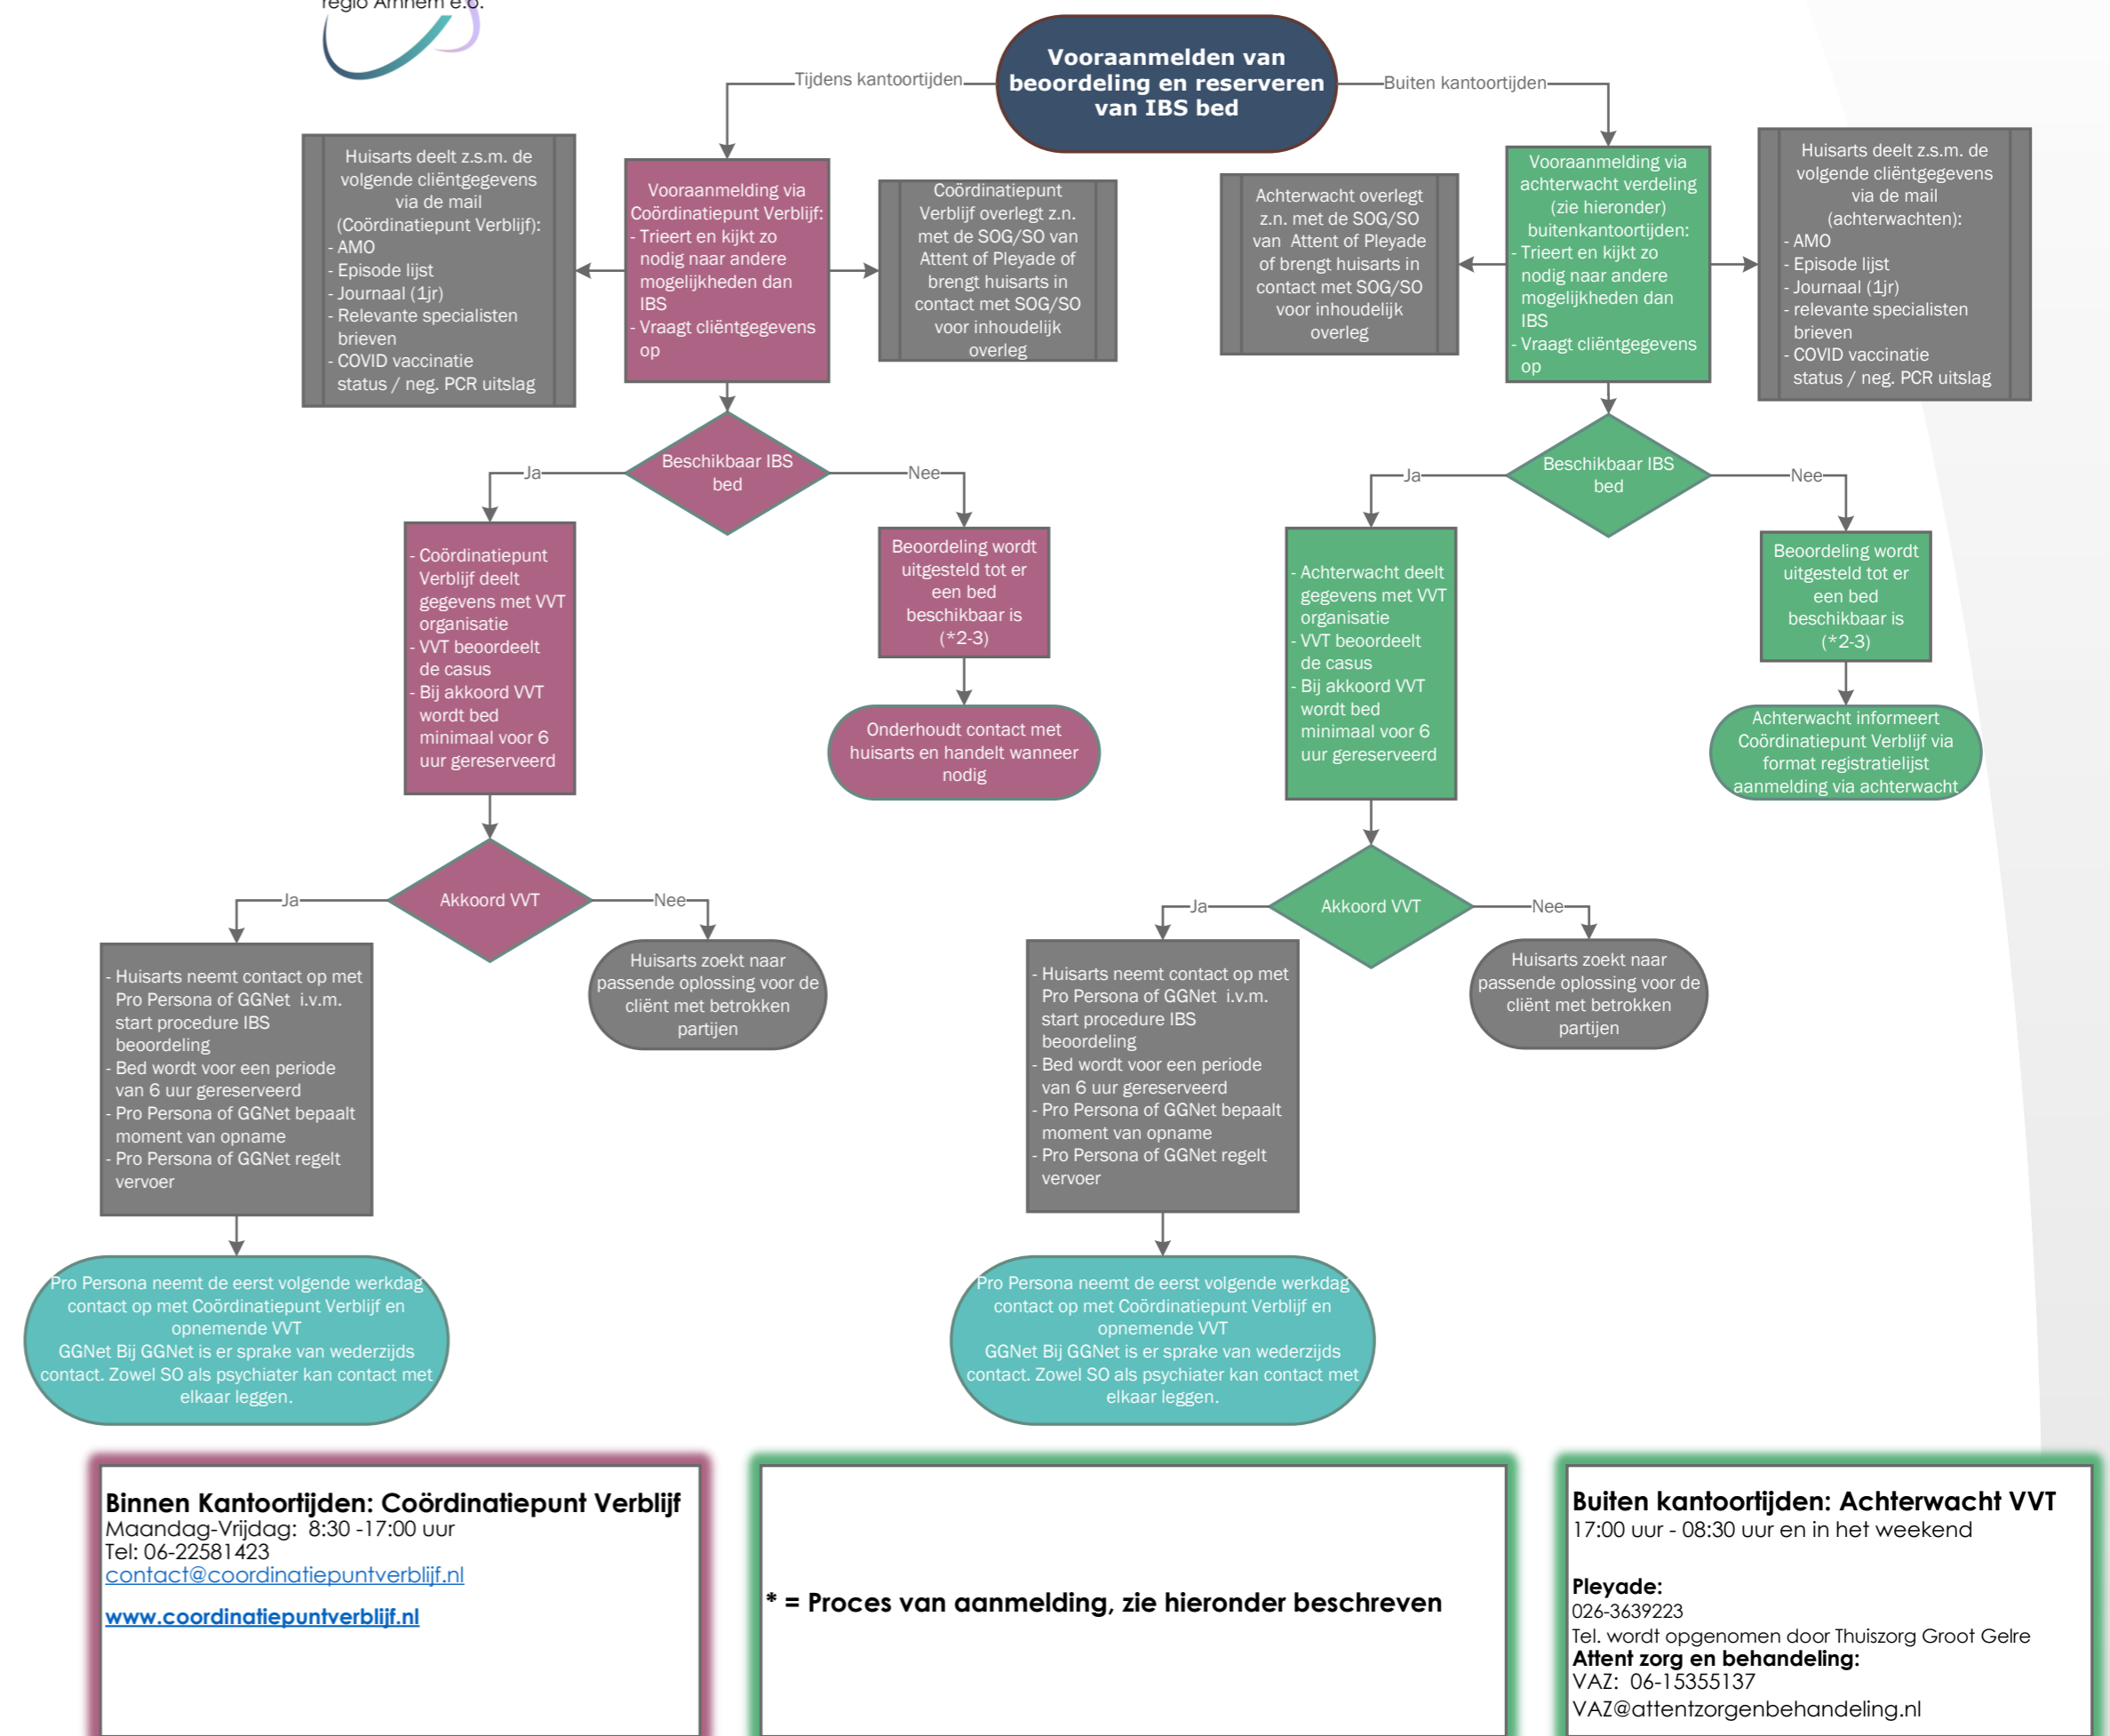 regio Arnhem e.o.
Vooraanmelden van
beoordeling en reserveren
van IBS bed
Tijdens kantoortijden
Buiten kantoortijden
Huisarts deelt z.s.m. de
volgende cliëntgegevens
via de mail
(Coördinatiepunt Verblijf):
- AMO
- Episode lijst
- Journaal (1jr)
- Relevante specialisten
brieven
- COVID vaccinatie
status / neg. PCR uitslag
Vooraanmelding via
Coördinatiepunt Verblijf:
- Trieert en kijkt zo
nodig naar andere
mogelijkheden dan
IBS
- Vraagt cliëntgegevens
op
Coördinatiepunt
Verblijf overlegt z.n.
met de SOG/SO van
Attent of Pleyade of
brengt huisarts in
contact met SOG/SO
voor inhoudelijk
overleg
Achterwacht overlegt
z.n. met de SOG/SO
van Attent of Pleyade
of brengt huisarts in
contact met SOG/SO
voor inhoudelijk
overleg
Vooraanmelding via
achterwacht verdeling
(zie hieronder)
buitenkantoortijden:
- Trieert en kijkt zo
nodig naar andere
mogelijkheden dan
IBS
- Vraagt cliëntgegevens
op
Huisarts deelt z.s.m. de
volgende cliëntgegevens
via de mail
(achterwachten):
- AMO
- Episode lijst
- Journaal (1jr)
- relevante specialisten
brieven
- COVID vaccinatie
status / neg. PCR uitslag
Beschikbaar IBS
bed
Ja
Nee
Beschikbaar IBS
bed
Ja
Nee
- Coördinatiepunt
Verblijf deelt
gegevens met VVT
organisatie
- VVT beoordeelt
de casus
- Bij akkoord VVT
wordt bed
minimaal voor 6
uur gereserveerd
Beoordeling wordt
uitgesteld tot er
een bed
beschikbaar is
(*2-3)
Onderhoudt contact met
huisarts en handelt wanneer
nodig
- Achterwacht deelt
gegevens met VVT
organisatie
- VVT beoordeelt
de casus
- Bij akkoord VVT
wordt bed
minimaal voor 6
uur gereserveerd
Beoordeling wordt
uitgesteld tot er
een bed
beschikbaar is
(*2-3)
Achterwacht informeert
Coördinatiepunt Verblijf via
format registratielijst
aanmelding via achterwacht
Akkoord VVT
Ja
Nee
Akkoord VVT
Ja
Nee
- Huisarts neemt contact op met
Pro Persona of GGNet i.v.m.
start procedure IBS
beoordeling
- Bed wordt voor een periode
van 6 uur gereserveerd
- Pro Persona of GGNet bepaalt
moment van opname
- Pro Persona of GGNet regelt
vervoer
Huisarts zoekt naar
passende oplossing voor de
cliënt met betrokken
partijen
- Huisarts neemt contact op met
Pro Persona of GGNet i.v.m.
start procedure IBS
beoordeling
- Bed wordt voor een periode
van 6 uur gereserveerd
- Pro Persona of GGNet bepaalt
moment van opname
- Pro Persona of GGNet regelt
vervoer
Huisarts zoekt naar
passende oplossing voor de
cliënt met betrokken
partijen
Pro Persona neemt de eerst volgende werkdag
contact op met Coördinatiepunt Verblijf en
opnemende VVT
GGNet Bij GGNet is er sprake van wederzijds
contact. Zowel SO als psychiater kan contact met
elkaar leggen.
Pro Persona neemt de eerst volgende werkdag
contact op met Coördinatiepunt Verblijf en
opnemende VVT
GGNet Bij GGNet is er sprake van wederzijds
contact. Zowel SO als psychiater kan contact met
elkaar leggen.
Binnen Kantoortijden: Coördinatiepunt Verblijf
Maandag-Vrijdag: 8:30 -17:00 uur
Tel: 06-22581423
contact@coordinatiepuntverblijf.nl
www.coordinatiepuntverblijf.nl
* = Proces van aanmelding, zie hieronder beschreven
Buiten kantoortijden: Achterwacht VVT
17:00 uur - 08:30 uur en in het weekend
Pleyade:
026-3639223
Tel. wordt opgenomen door Thuiszorg Groot Gelre
Attent zorg en behandeling:
VAZ: 06-15355137
VAZ@attentzorgenbehandeling.nl